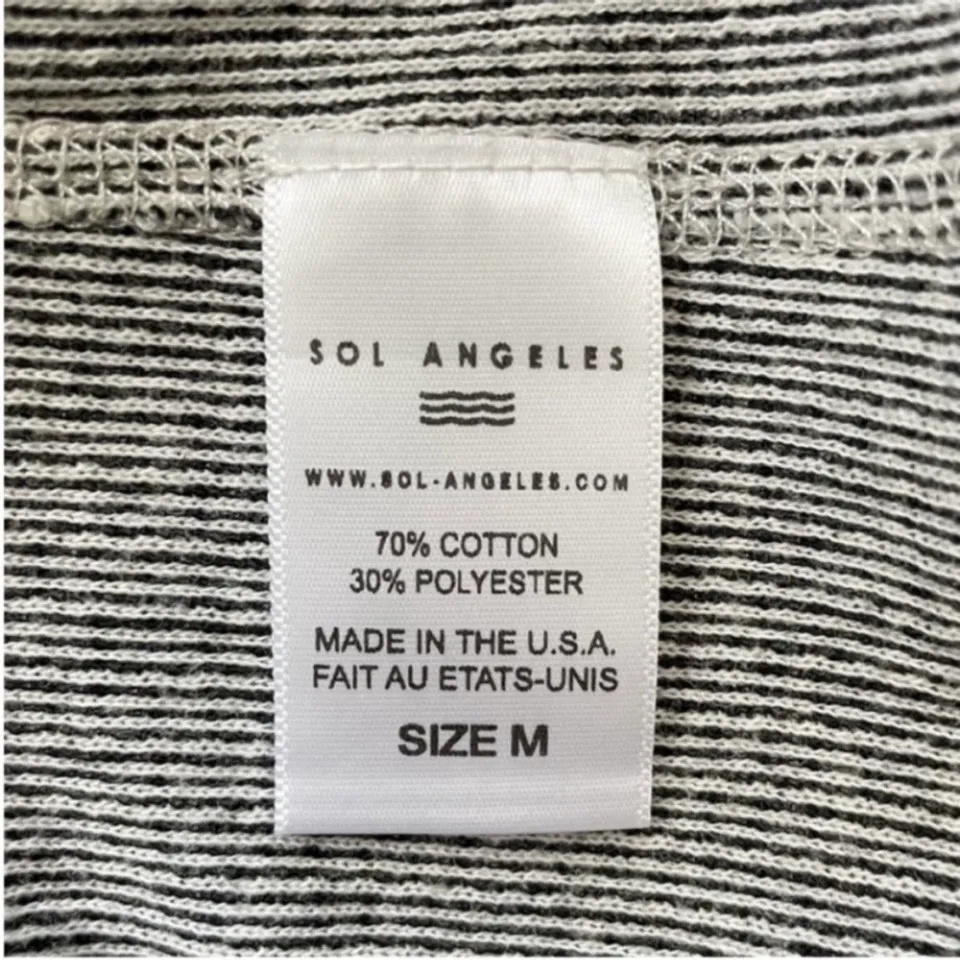 SOL ANGELES
WWW.SOL-ANGELES.COM
70% COTTON
30% POLYESTER
MADE IN THE U.S.A.
FAIT AU ETATS-UNIS
SIZE M